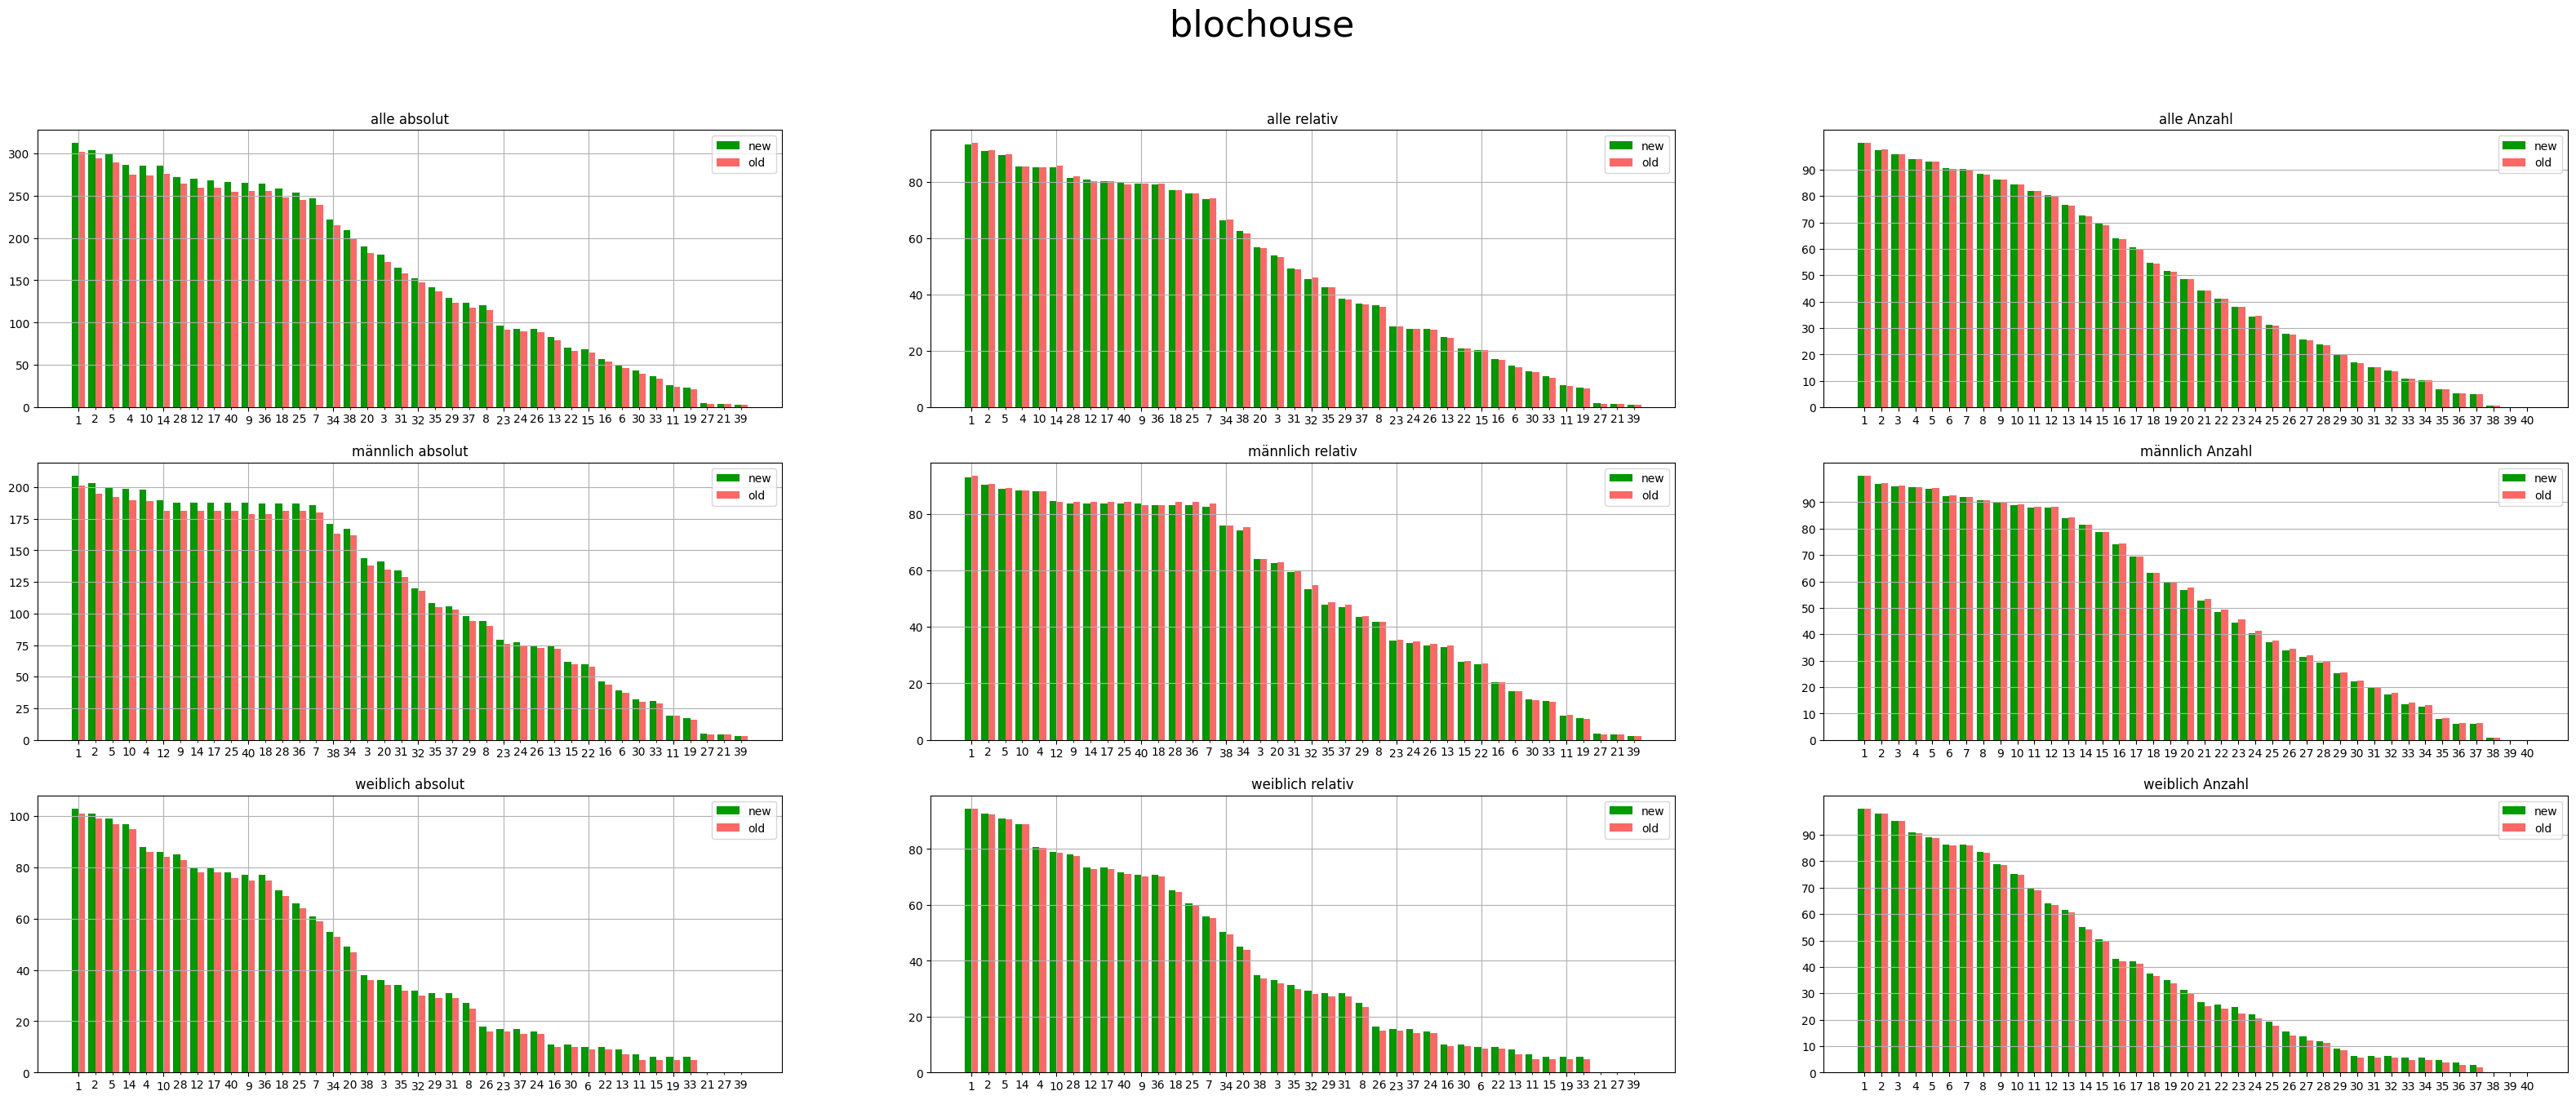 blochouse
alle absolut
new
old
300
250
200
150
100
50
0
1 2 5 4 10 14 28 12 17 40 9 36 18 25 7 34 38 20 3 31 32 35 29 37 8 23 24 26 13 22 15 16 6 30 33 11 19 27 21 39
alle relativ
new
old
80
60
40
20
0
1 2 5 4 10 14 28 12 17 40 9 36 18 25 7 34 38 20 3 31 32 35 29 37 8 23 24 26 13 22 15 16 6 30 33 11 19 27 21 39
alle Anzahl
new
old
90
80
70
60
50
40
30
20
10
0
1 2 3 4 5 6 7 8 9 10 11 12 13 14 15 16 17 18 19 20 21 22 23 24 25 26 27 28 29 30 31 32 33 34 35 36 37 38 39 40
männlich absolut
new
old
200
175
150
125
100
75
50
25
0
1 2 5 10 4 12 9 14 17 25 40 18 28 36 7 38 34 3 20 31 32 35 37 29 8 23 24 26 13 15 22 16 6 30 33 11 19 27 21 39
männlich relativ
new
old
80
60
40
20
0
1 2 5 10 4 12 9 14 17 25 40 18 28 36 7 38 34 3 20 31 32 35 37 29 8 23 24 26 13 15 22 16 6 30 33 11 19 27 21 39
männlich Anzahl
new
old
90
80
70
60
50
40
30
20
10
0
1 2 3 4 5 6 7 8 9 10 11 12 13 14 15 16 17 18 19 20 21 22 23 24 25 26 27 28 29 30 31 32 33 34 35 36 37 38 39 40
weiblich absolut
new
old
100
80
60
40
20
0
1 2 5 14 4 10 28 12 17 40 9 36 18 25 7 34 20 38 3 35 32 29 31 8 26 23 37 24 16 30 6 22 13 11 15 19 33 21 27 39
weiblich relativ
new
old
80
60
40
20
0
1 2 5 14 4 10 28 12 17 40 9 36 18 25 7 34 20 38 3 35 32 29 31 8 26 23 37 24 16 30 6 22 13 11 15 19 33 21 27 39
weiblich Anzahl
new
old
90
80
70
60
50
40
30
20
10
0
1 2 3 4 5 6 7 8 9 10 11 12 13 14 15 16 17 18 19 20 21 22 23 24 25 26 27 28 29 30 31 32 33 34 35 36 37 38 39 40